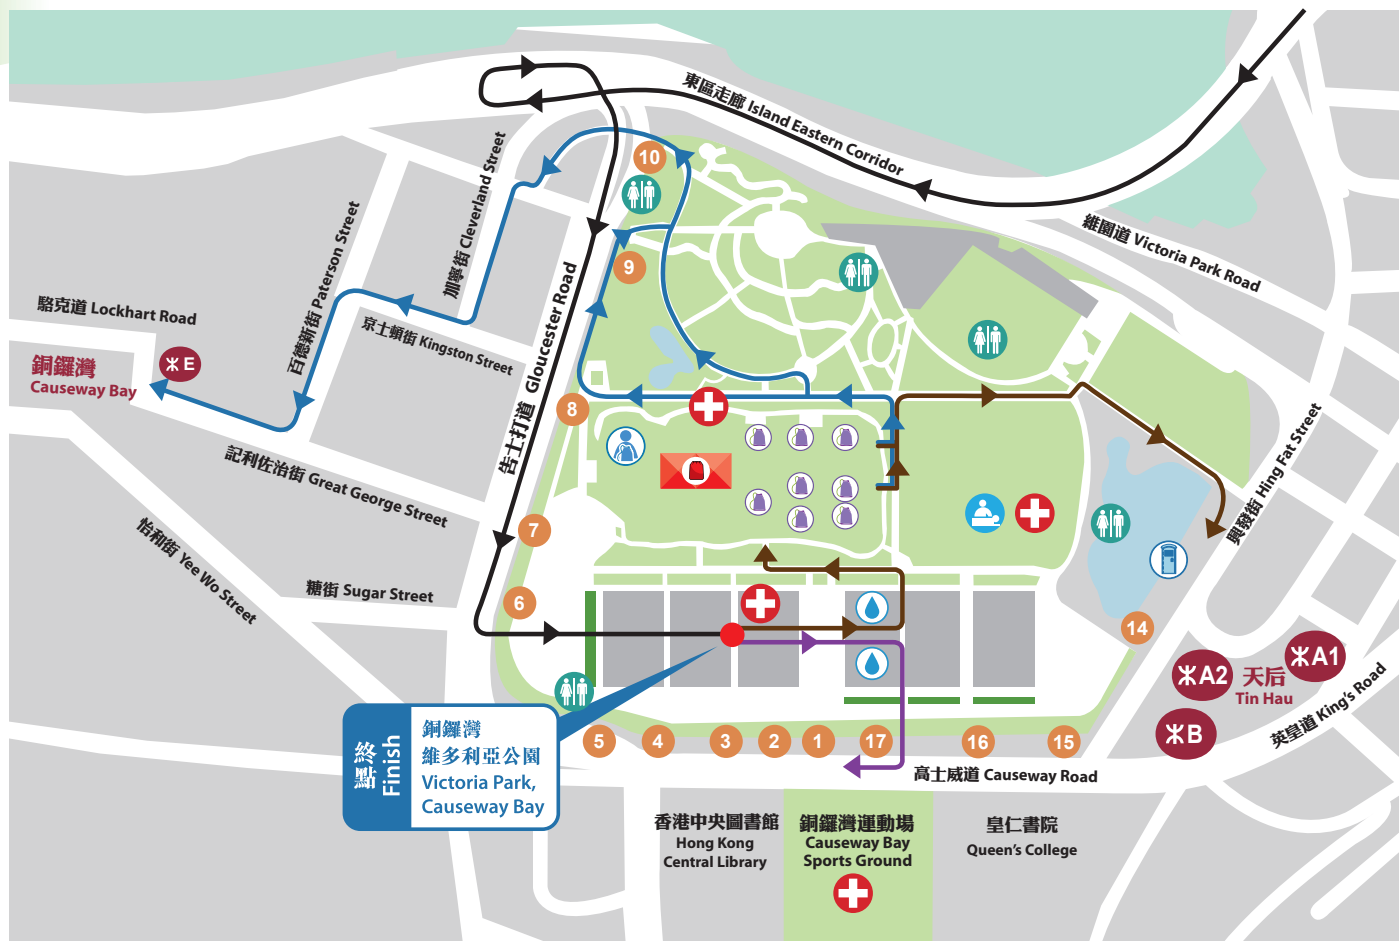 東區走廊 Island Eastern Corridor
維園道 Victoria Park Road
加寧街 Cleverland Street
百德新街 Paterson Street
駱克道 Lockhart Road
京士頓街 Kingston Street
告士打道 Gloucester Road
銅鑼灣
Causeway Bay
E
記利佐治街 Great George Street
怡和街 Yee Wo Street
糖街 Sugar Street
興發街 Hing Fat Street
10
9
8
7
6
5
4
3
2
1
17
16
15
14
A2
天后
Tin Hau
A1
B
英皇道 King's Road
高士威道 Causeway Road
終點
Finish
銅鑼灣
維多利亞公園
Victoria Park,
Causeway Bay
香港中央圖書館
Hong Kong
Central Library
銅鑼灣運動場
Causeway Bay
Sports Ground
皇仁書院
Queen's College